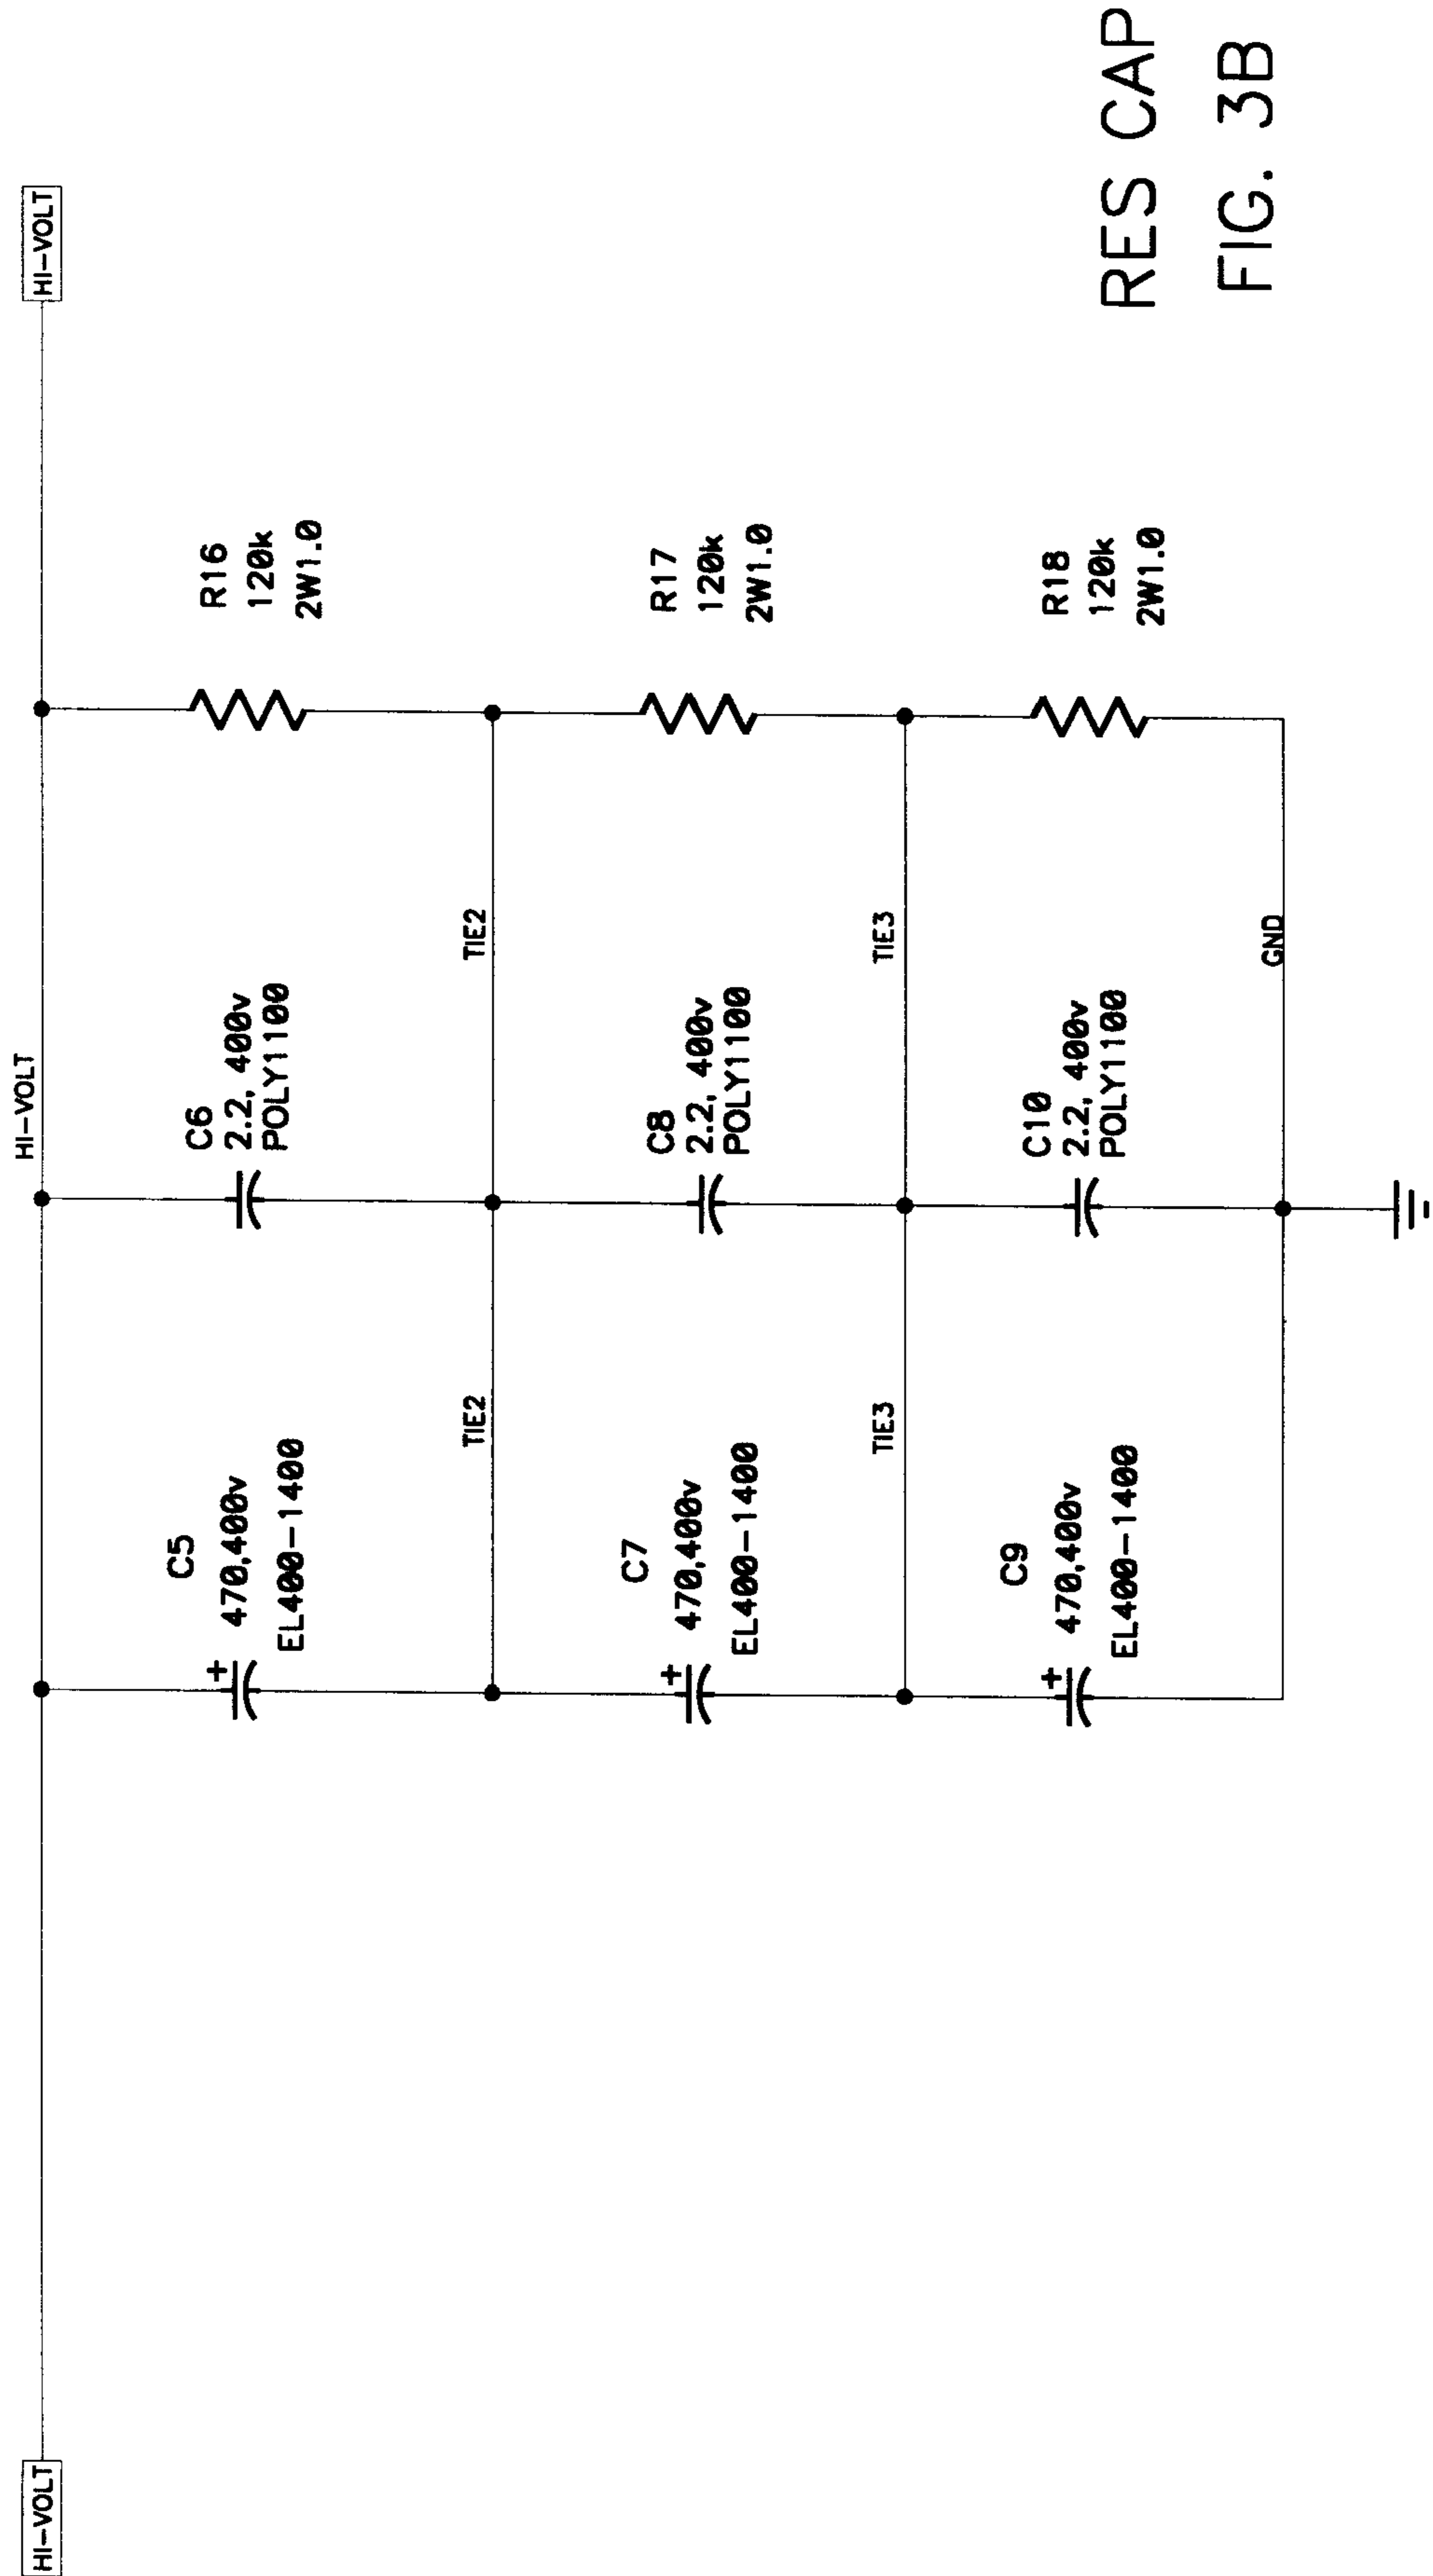 HI-VOLT
HI-VOLT
HI-VOLT
C5
470,400v
EL400-1400
C6
2.2, 400v
POLY1100
R16
120k
2W1.0
TIE2
TIE2
C7
470,400v
EL400-1400
C8
2.2, 400v
POLY1100
R17
120k
2W1.0
TIE3
TIE3
C9
470,400v
EL400-1400
C10
2.2, 400v
POLY1100
R18
120k
2W1.0
GND
RES CAP
FIG. 3B